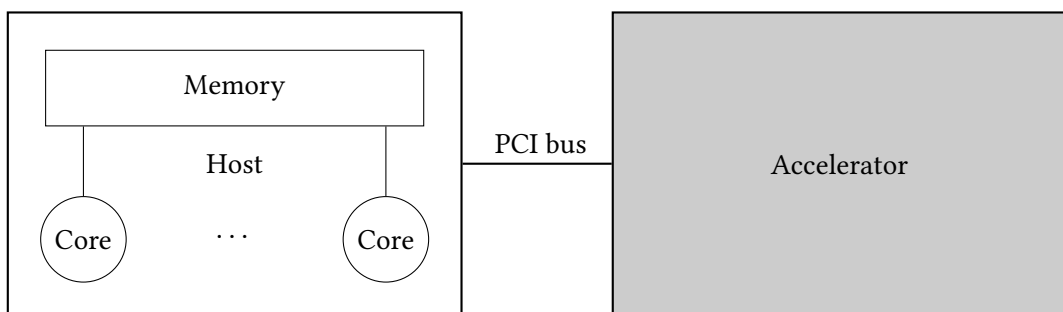 Memory
Host
Core
...
Core
PCI bus
Accelerator